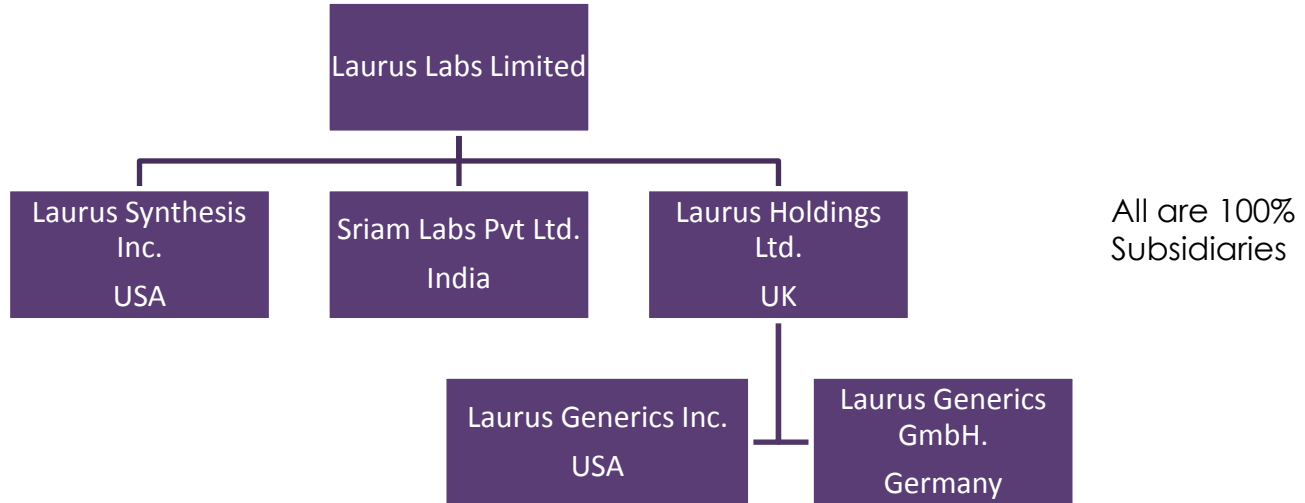 Laurus Labs Limited
Laurus Synthesis
Inc.
USA
Sriam Labs Pvt Ltd.
India
Laurus Holdings
Ltd.
UK
All are 100%
Subsidiaries
Laurus Generics Inc.
USA
Laurus Generics
GmbH.
Germany